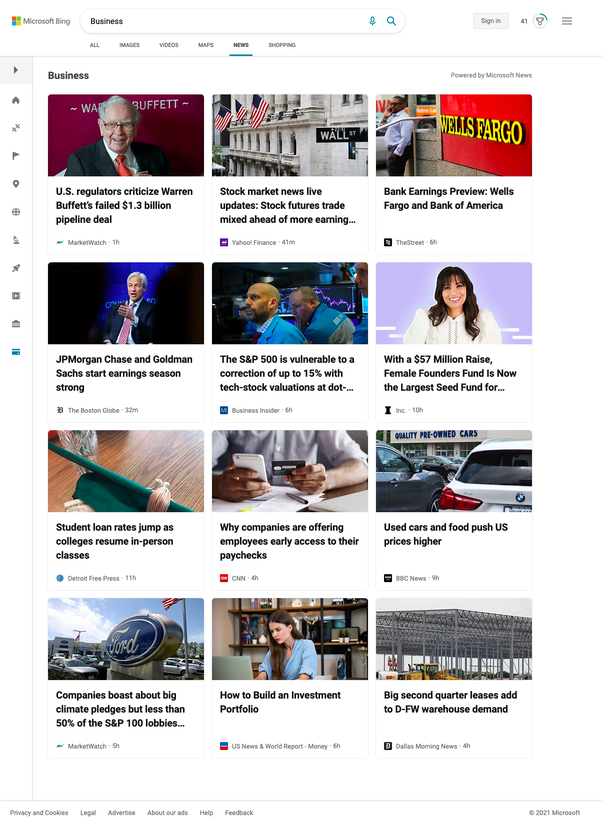 Microsoft Bing
Business
Sign in
41
ALL IMAGES VIDEOS MAPS NEWS SHOPPING
Business
Powered by Microsoft News
~ WARREN BUFFETT ~
WALL ST
WELLS FARGO
U.S. regulators criticize Warren
Buffett's failed $1.3 billion
pipeline deal
MarketWatch · 1h
Stock market news live
updates: Stock futures trade
mixed ahead of more earning…
Yahoo! Finance · 41m
Bank Earnings Preview: Wells
Fargo and Bank of America
TheStreet · 6h
JPMorgan Chase and Goldman
Sachs start earnings season
strong
The Boston Globe · 32m
The S&P 500 is vulnerable to a
correction of up to 15% with
tech-stock valuations at dot-…
Business Insider · 6h
With a $57 Million Raise,
Female Founders Fund Is Now
the Largest Seed Fund for…
Inc. · 10h
QUALITY PRE-OWNED CARS
Student loan rates jump as
colleges resume in-person
classes
Detroit Free Press · 11h
Why companies are offering
employees early access to their
paychecks
CNN · 4h
Used cars and food push US
prices higher
BBC News · 9h
Ford
Companies boast about big
climate pledges but less than
50% of the S&P 100 lobbies…
MarketWatch · 5h
How to Build an Investment
Portfolio
US News & World Report - Money · 6h
Big second quarter leases add
to D-FW warehouse demand
Dallas Morning News · 4h
Privacy and Cookies Legal Advertise About our ads Help Feedback
© 2021 Microsoft